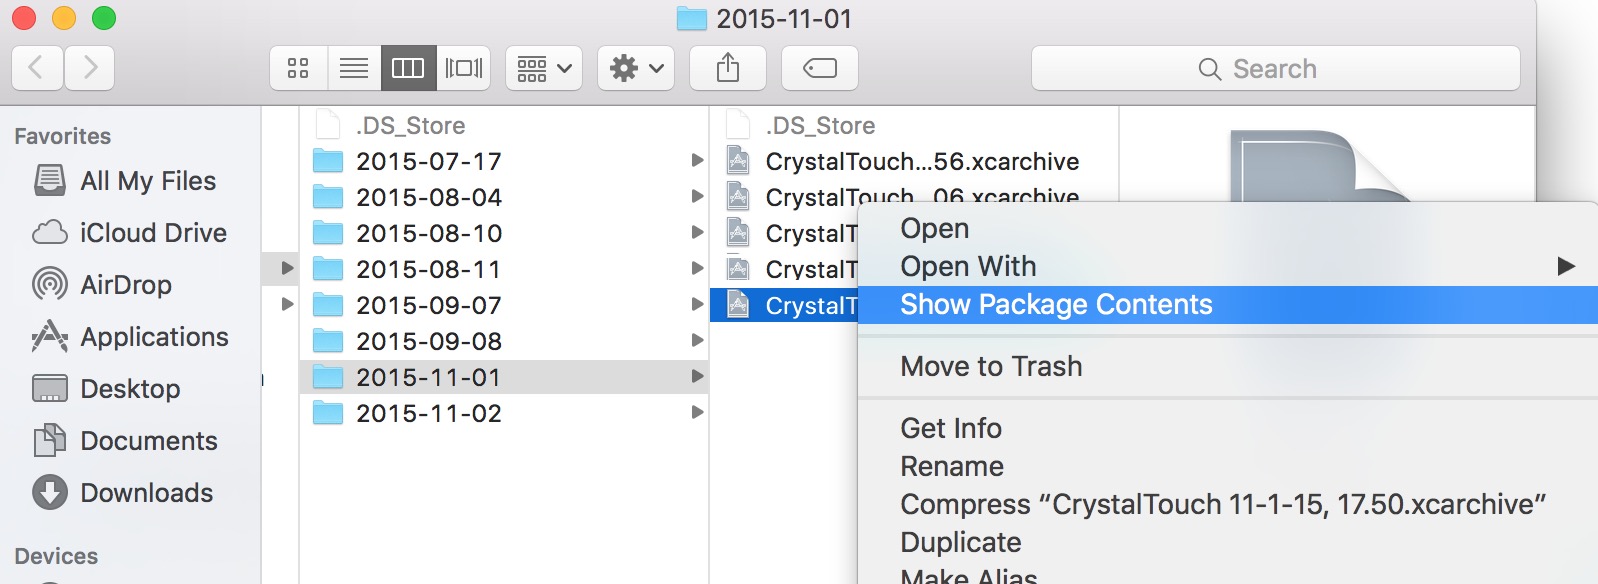 2015-11-01
Search
Favorites
All My Files
iCloud Drive
AirDrop
Applications
Desktop
Documents
Downloads
Devices
.DS_Store
2015-07-17
2015-08-04
2015-08-10
2015-08-11
2015-09-07
2015-09-08
2015-11-01
2015-11-02
.DS_Store
CrystalTouch...56.xcarchive
CrystalTouch...06.xcarchive
CrystalT
CrystalT
CrystalT
Open
Open With
Show Package Contents
Move to Trash
Get Info
Rename
Compress “CrystalTouch 11-1-15, 17.50.xcarchive”
Duplicate
Make Alias